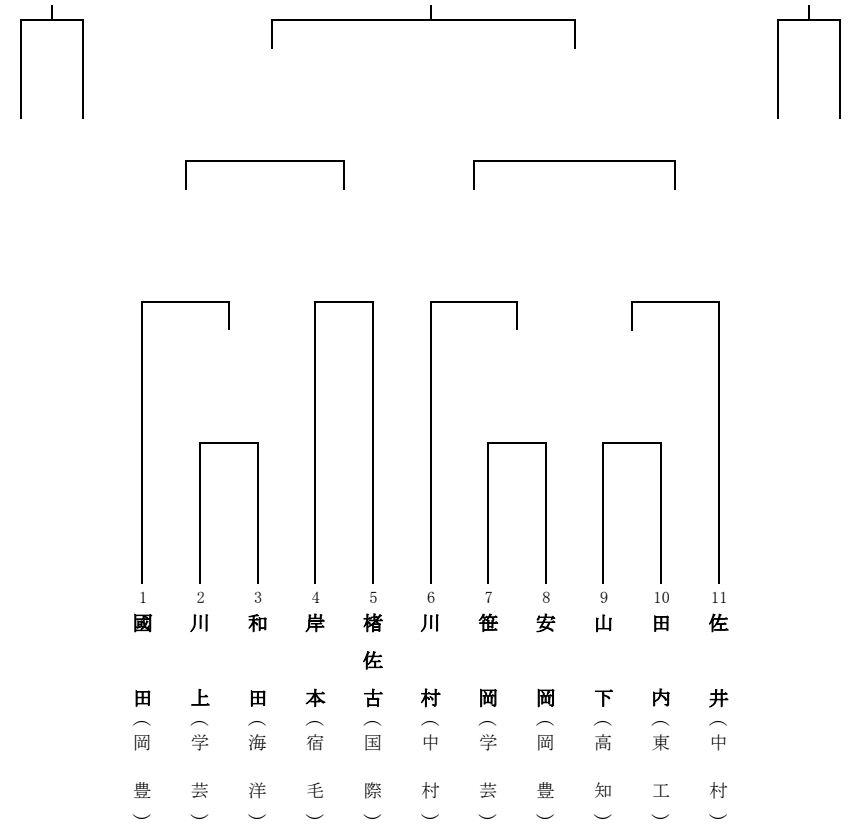 1 國田（岡豊）
2 川上（学芸）
3 和田（海洋）
4 岸本（宿毛）
5 楮佐古（国際）
6 川村（中村）
7 笹岡（学芸）
8 安岡（岡豊）
9 山下（高知）
10 田内（東工）
11 佐井（中村）